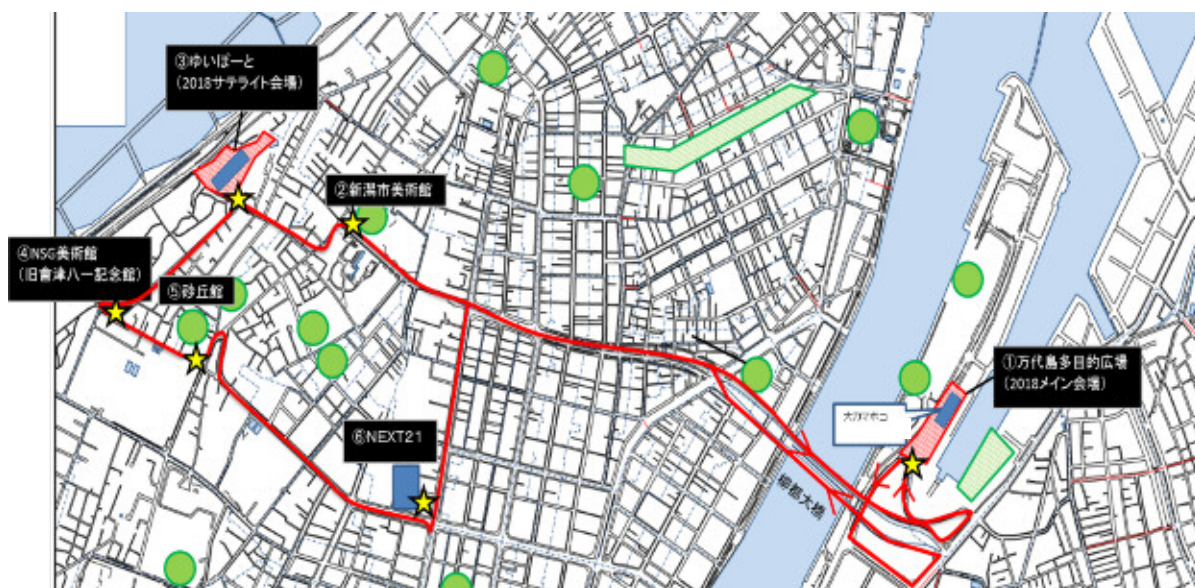 ③ゆいぽーと
(2018サテライト会場)
②新潟市美術館
④NSG美術館
(旧會津八一記念館)
⑤砂丘館
①万代島多目的広場
(2018メイン会場)
大かまホコ
⑥NEXT21
柳都大橋